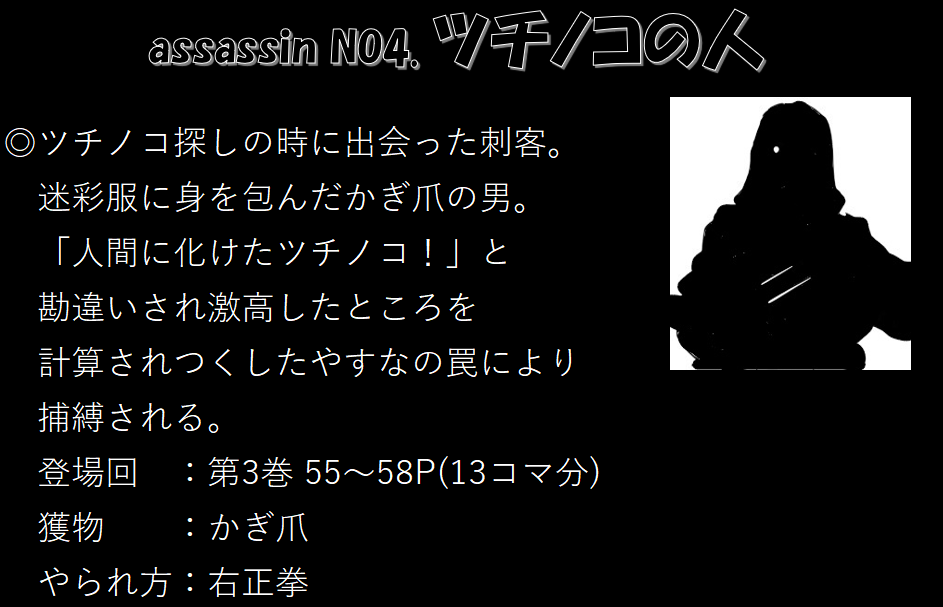 assassin NO4. ツチノコの人
◎ツチノコ探しの時に出会った刺客。
迷彩服に身を包んだかぎ爪の男。
「人間に化けたツチノコ！」と
勘違いされ激高したところを
計算されつくしたやすなの罠により
捕縛される。
登場回　：第3巻 55～58P(13コマ分)
獲物　　：かぎ爪
やられ方：右正拳